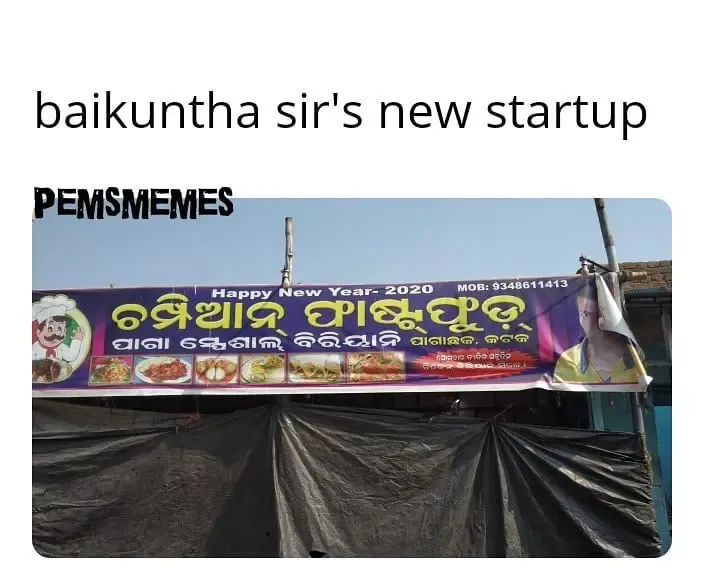 baikuntha sir's new startup
PEMSMEMES
Happy New Year- 2020 MOB: 9348611413
ଚମ୍ପିଆନ୍ ଫାଷ୍ଟଫୁଡ଼୍
ପାଗା ସ୍ପେଶାଲ୍ ବିରିୟାନି ପାଗାଛକ, କଟକ